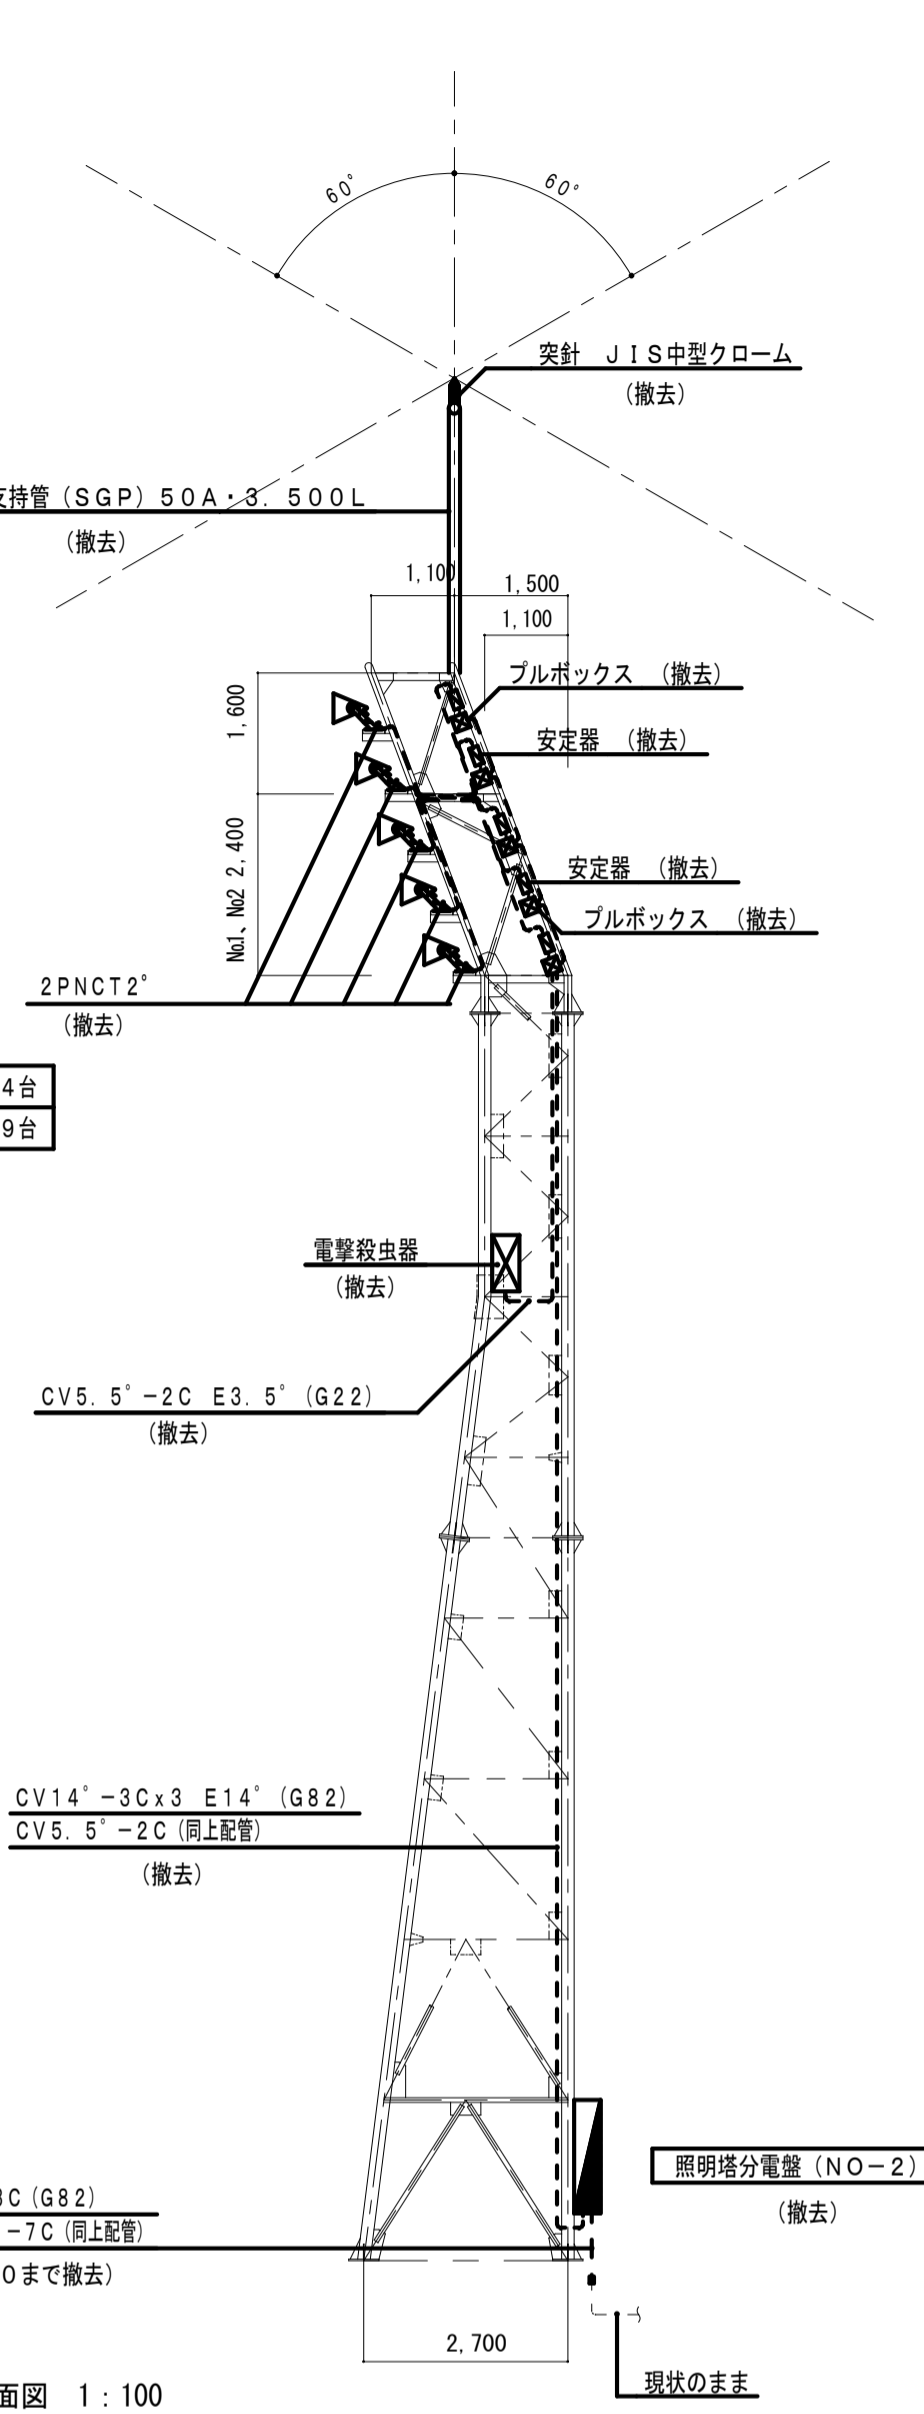 60° 60°
突針 JIS中型クローム
(撤去)
支持管(SGP)50A・3.500L
(撤去)
1,100
1,500
1,100
プルボックス (撤去)
1,600
安定器 (撤去)
2,400
No1、No2
安定器 (撤去)
プルボックス (撤去)
2PNCT2°
(撤去)
4台
9台
電撃殺虫器
(撤去)
CV5.5°-2C E3.5°(G22)
(撤去)
CV14°-3Cx3 E14°(G82)
CV5.5°-2C(同上配管)
(撤去)
照明塔分電盤(NO-2)
(撤去)
3C(G82)
-7C(同上配管)
0まで撤去)
2,700
現状のまま
面図 1:100